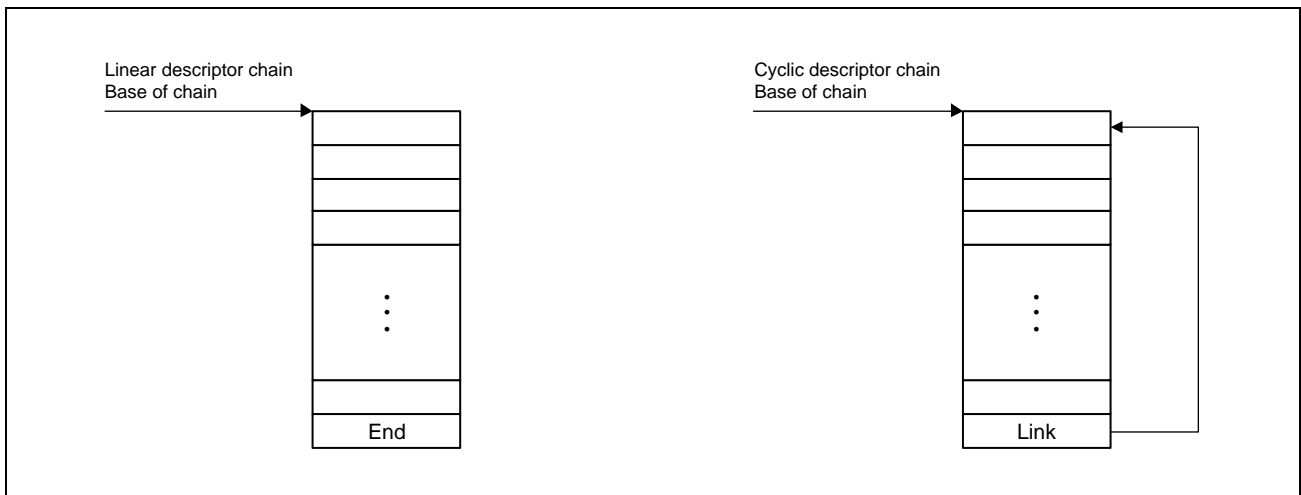 Linear descriptor chain
Base of chain
End
Cyclic descriptor chain
Base of chain
Link